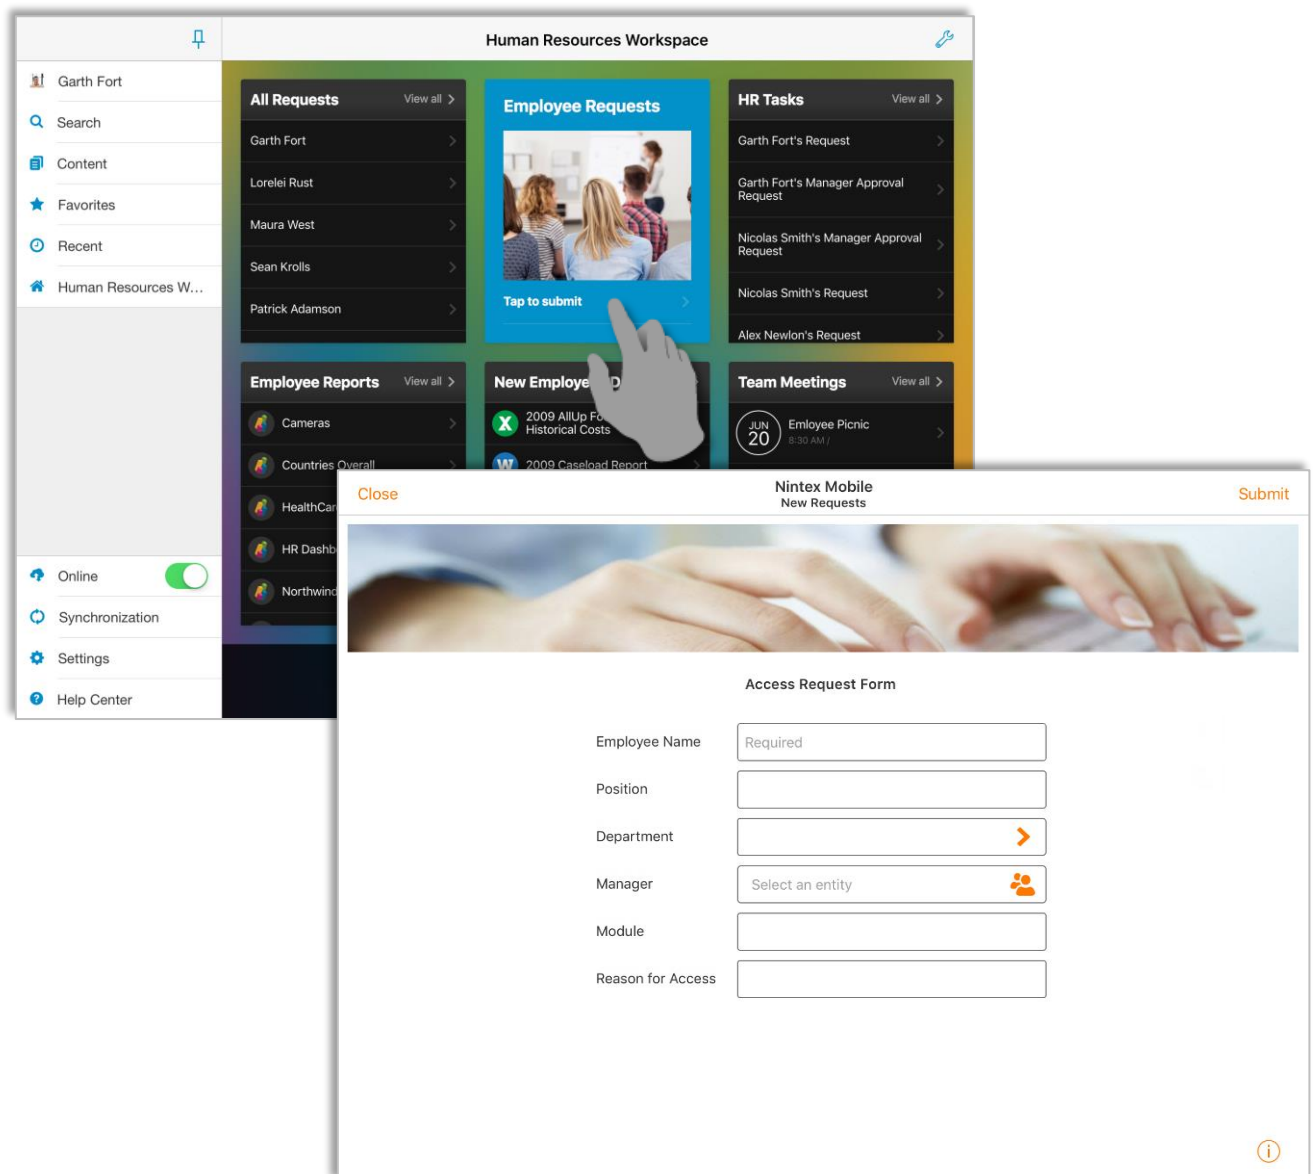 Human Resources Workspace
Garth Fort
Search
Content
Favorites
Recent
Human Resources W...
Online
Synchronization
Settings
Help Center
All Requests View all
Garth Fort
Lorelei Rust
Maura West
Sean Krolls
Patrick Adamson
Employee Requests
Tap to submit
HR Tasks View all
Garth Fort's Request
Garth Fort's Manager Approval
Request
Nicolas Smith's Manager Approval
Request
Nicolas Smith's Request
Alex Newlon's Request
Employee Reports View all
Cameras
Countries Overall
HealthCar
HR Dashb
Northwind
New Employe
X 2009 AllUp Fo
Historical Costs
W 2009 Caseload Report
Team Meetings View all
JUN
20
Emloyee Picnic
8:30 AM /
Close
Nintex Mobile
New Requests
Submit
Access Request Form
Employee Name Required
Position
Department
Manager Select an entity
Module
Reason for Access